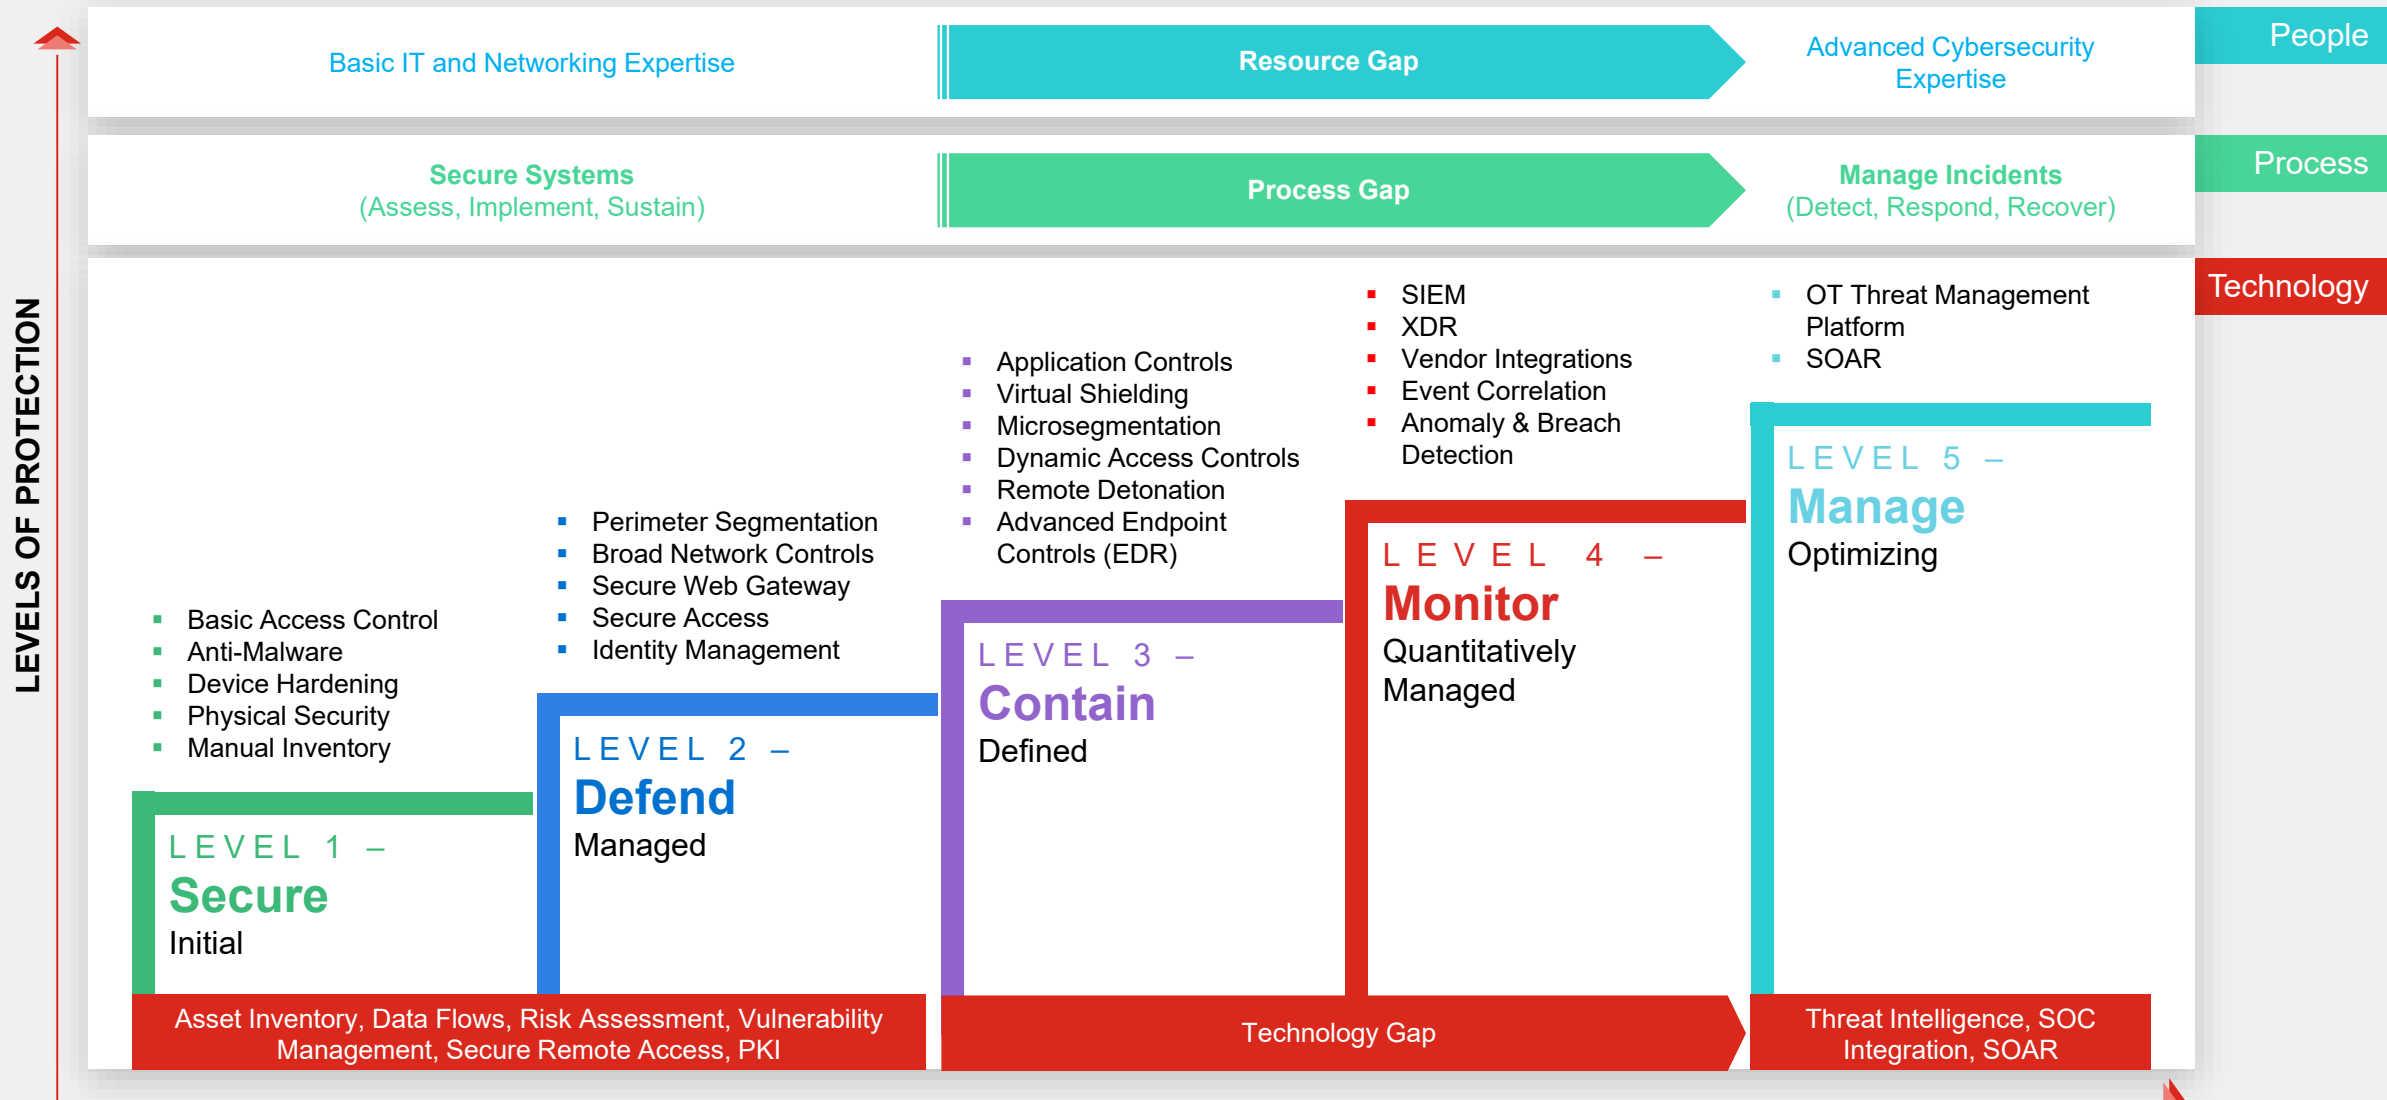 Basic IT and Networking Expertise
Resource Gap
Advanced Cybersecurity
Expertise
People
Secure Systems
(Assess, Implement, Sustain)
Process Gap
Manage Incidents
(Detect, Respond, Recover)
Process
Technology
LEVELS OF PROTECTION
Basic Access Control
Anti-Malware
Device Hardening
Physical Security
Manual Inventory
LEVEL 1 –
Secure
Initial
Perimeter Segmentation
Broad Network Controls
Secure Web Gateway
Secure Access
Identity Management
LEVEL 2 –
Defend
Managed
Application Controls
Virtual Shielding
Microsegmentation
Dynamic Access Controls
Remote Detonation
Advanced Endpoint
Controls (EDR)
LEVEL 3 –
Contain
Defined
SIEM
XDR
Vendor Integrations
Event Correlation
Anomaly & Breach
Detection
LEVEL 4 –
Monitor
Quantitatively
Managed
OT Threat Management
Platform
SOAR
LEVEL 5 –
Manage
Optimizing
Asset Inventory, Data Flows, Risk Assessment, Vulnerability
Management, Secure Remote Access, PKI
Technology Gap
Threat Intelligence, SOC
Integration, SOAR